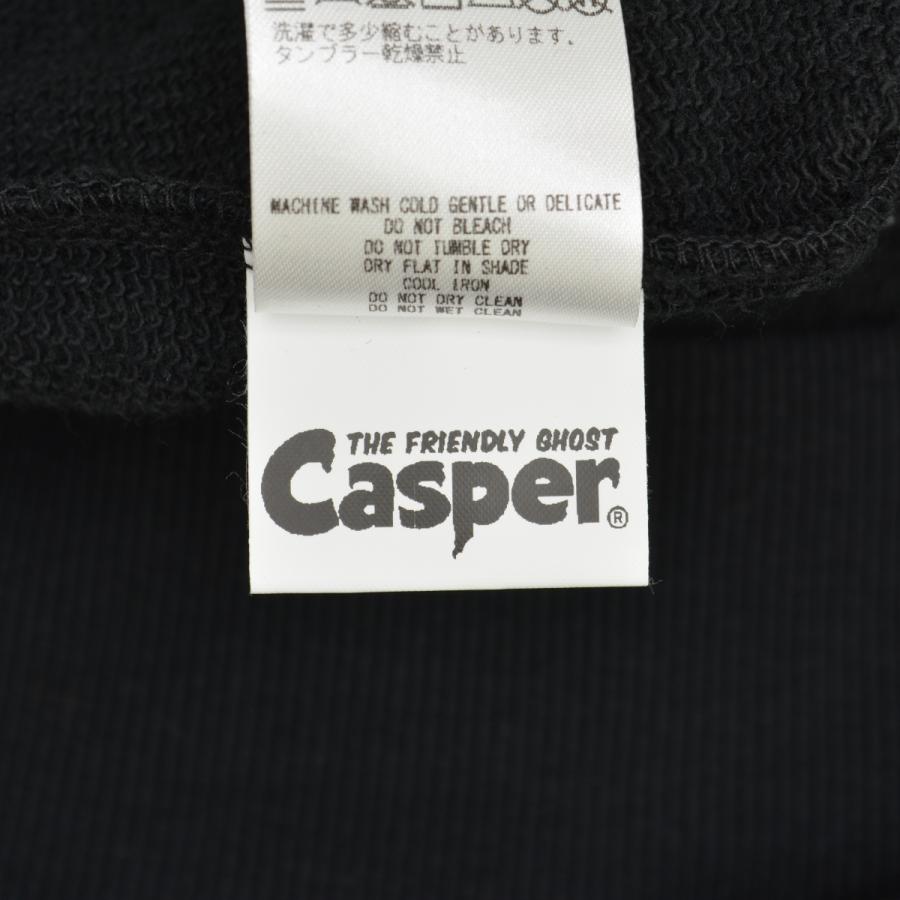 洗濯で多少縮むことがあります。
タンブラー乾燥禁止
MACHINE WASH COLD GENTLE OR DELICATE
DO NOT BLEACH
DO NOT TUMBLE DRY
DRY FLAT IN SHADE
COOL IRON
DO NOT DRY CLEAN
DO NOT WET CLEAN
THE FRIENDLY GHOST
Casper®